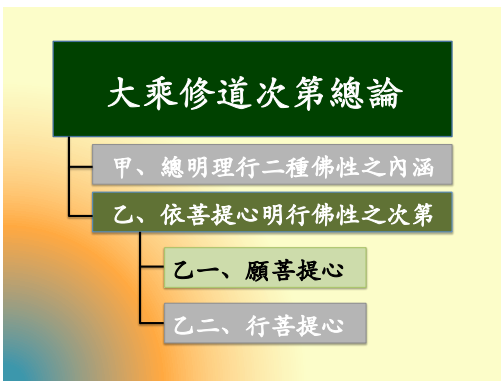 大乘修道次第總論
甲、總明理行二種佛性之內涵
乙、依菩提心明行佛性之次第
乙一、願菩提心
乙二、行菩提心